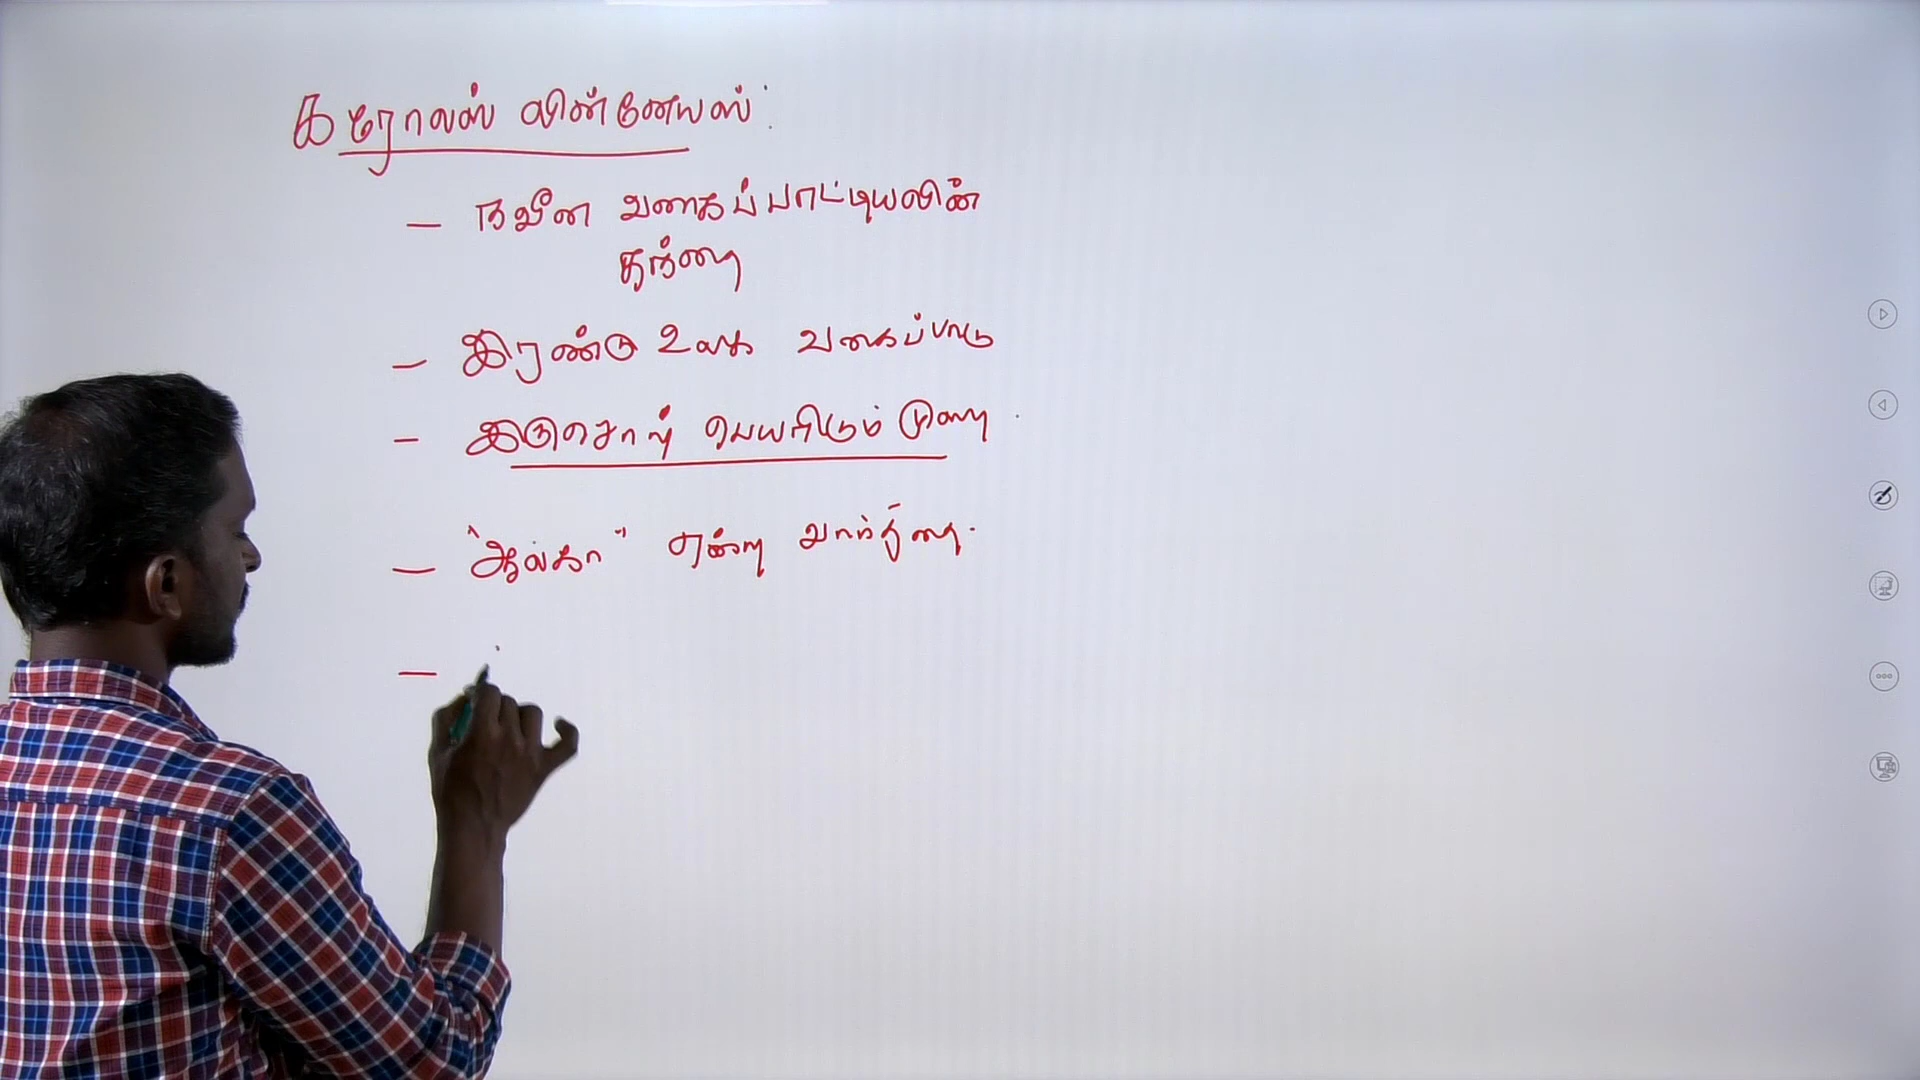 கரோலஸ் லின்னேயஸ் :
– நவீன வகைப்பாட்டியலின்
தந்தை
– இரண்டு உலக வகைப்பாடு
– இருசொற் பெயரிடும் முறை.
– "ஆல்கா" என்ற வார்த்தை.
–